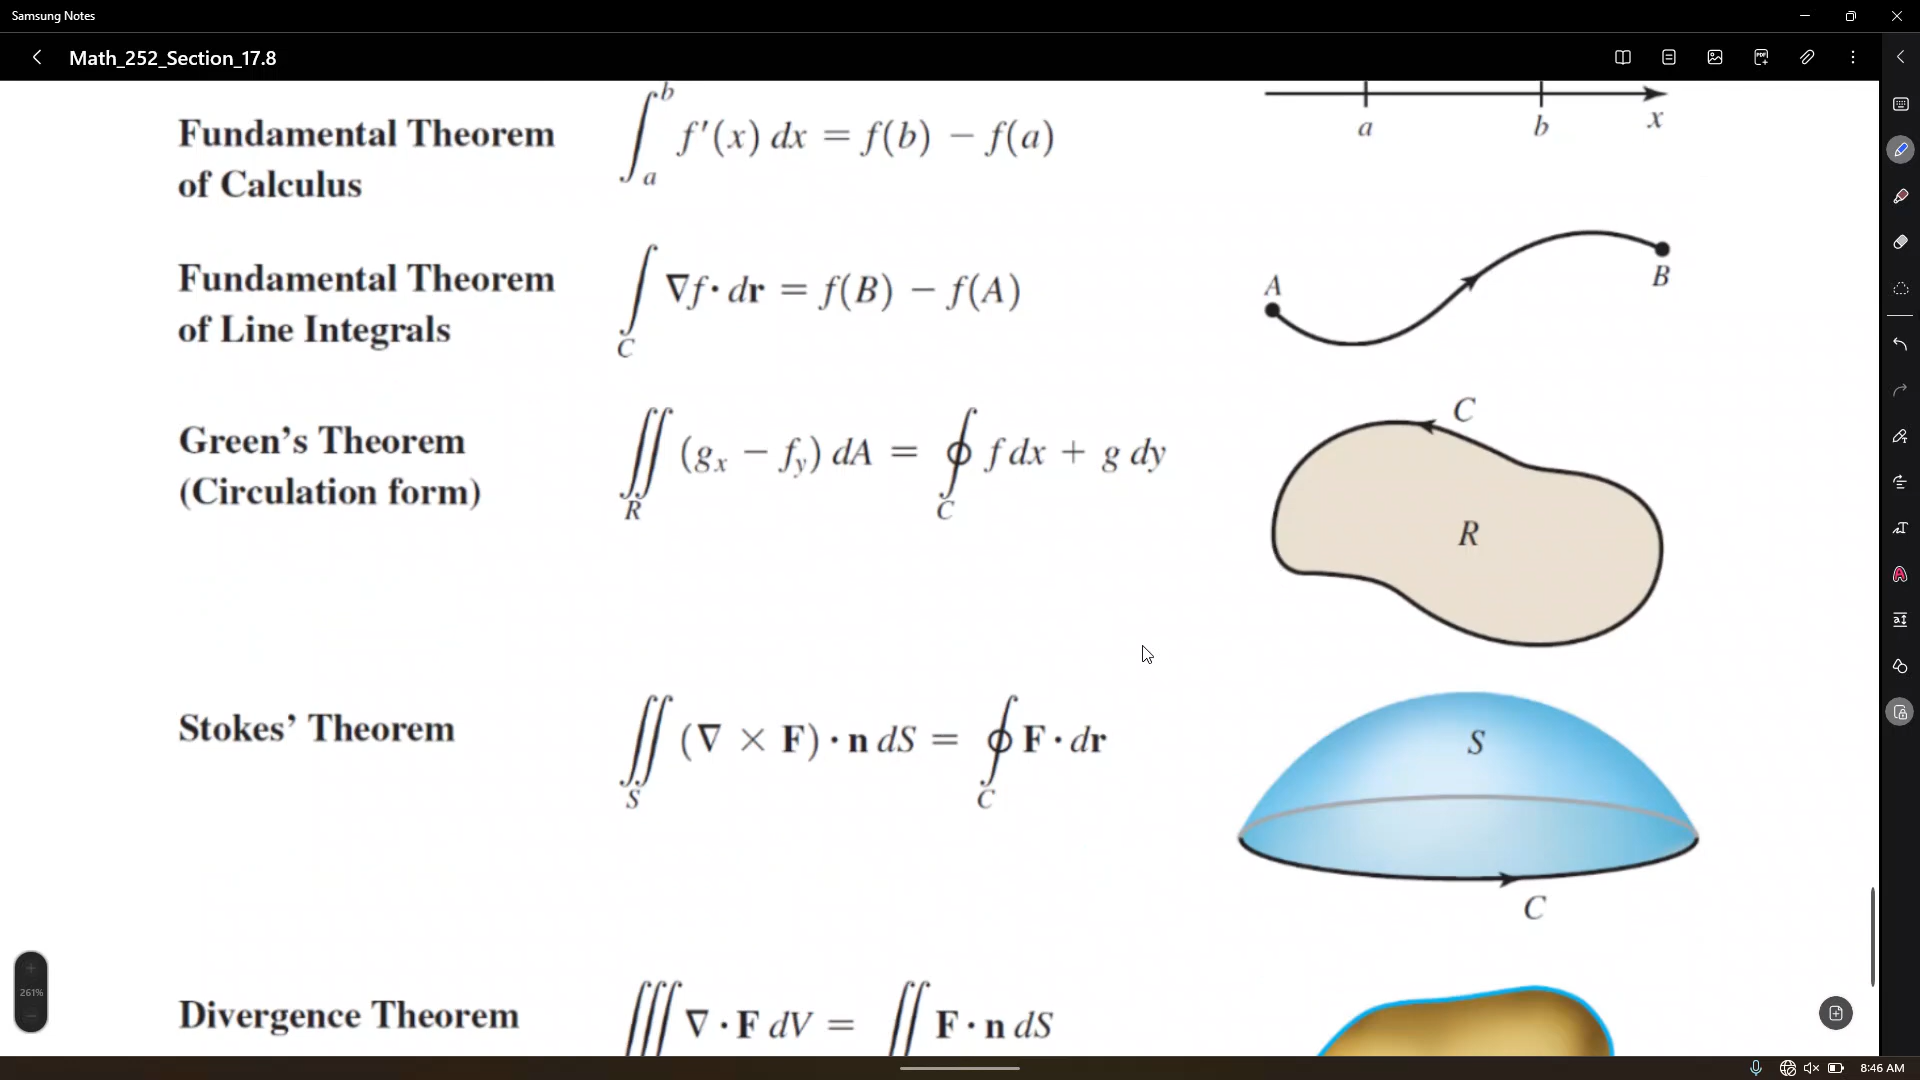 Samsung Notes
Math_252_Section_17.8
Fundamental Theorem of Calculus
∫_a^b f′(x) dx = f(b) − f(a)
a b x
Fundamental Theorem of Line Integrals
∫_C ∇f · dr = f(B) − f(A)
A B
Green’s Theorem (Circulation form)
∬_R (g_x − f_y) dA = ∮_C f dx + g dy
C
R
Stokes’ Theorem
∬_S (∇ × F) · n dS = ∮_C F · dr
S
C
Divergence Theorem
∭ ∇ · F dV = ∬ F · n dS
261%
8:46 AM